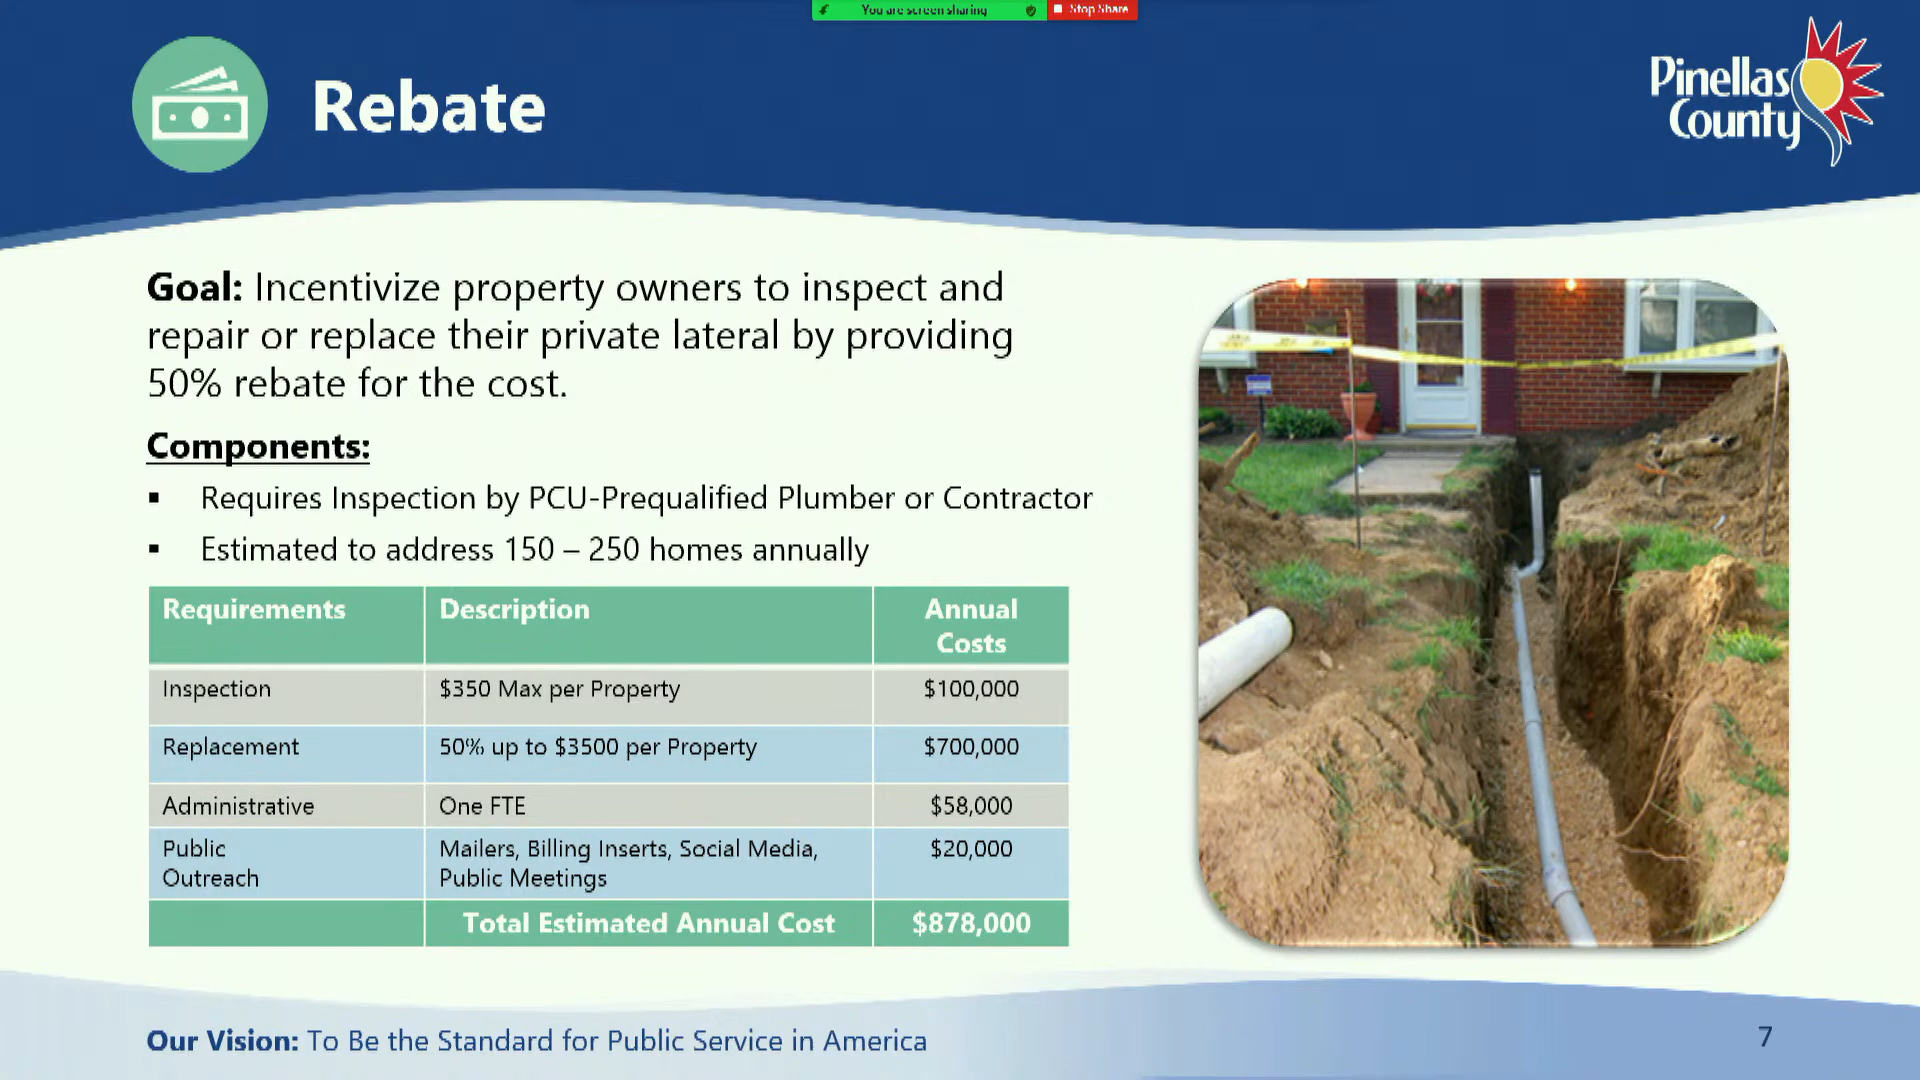 You are screen sharing
Stop Share
Rebate
Pinellas
County
Goal: Incentivize property owners to inspect and
repair or replace their private lateral by providing
50% rebate for the cost.
Components:
▪ Requires Inspection by PCU-Prequalified Plumber or Contractor
▪ Estimated to address 150 – 250 homes annually
Requirements Description Annual
Costs
Inspection $350 Max per Property $100,000
Replacement 50% up to $3500 per Property $700,000
Administrative One FTE $58,000
Public Mailers, Billing Inserts, Social Media, $20,000
Outreach Public Meetings
Total Estimated Annual Cost $878,000
Our Vision: To Be the Standard for Public Service in America
7